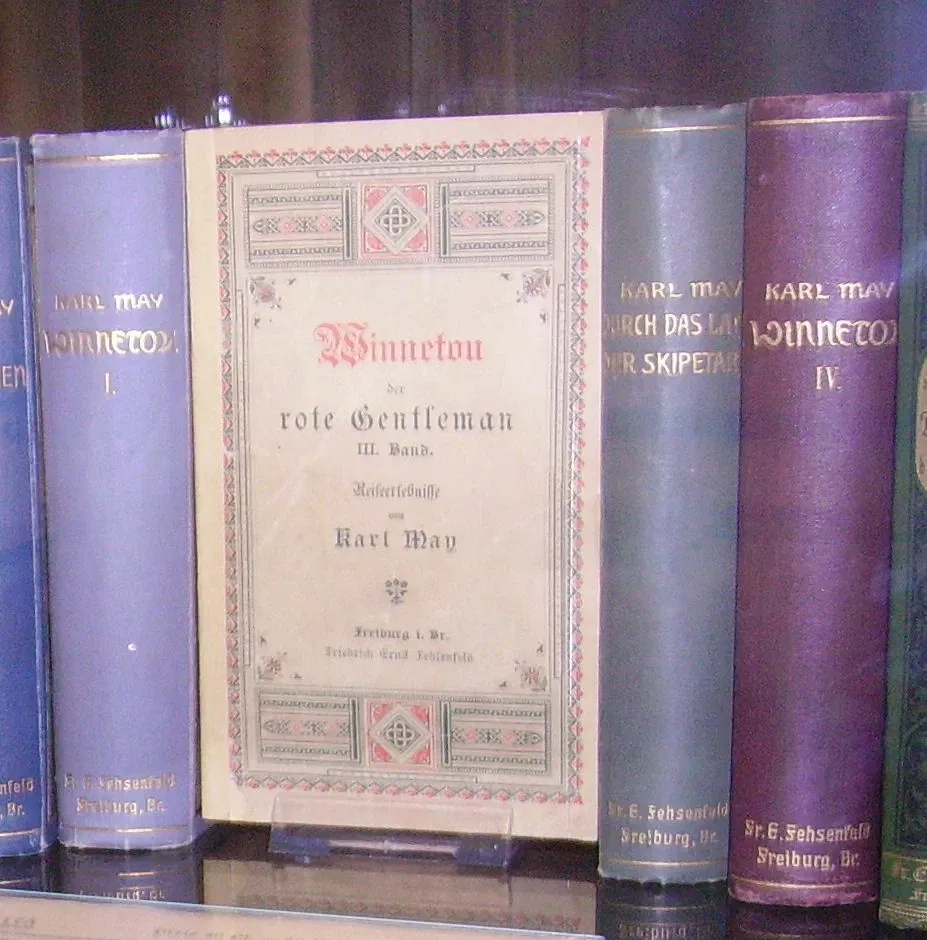 KARL MAY
WINNETOU.
I.
Fr. E. Fehsenfeld
Freiburg, Br.
Winnetou
der
rote Gentleman
III. Band.
Reiseerlebnisse
von
Karl May
Freiburg i. Br.
Friedrich Ernst Fehsenfeld
KARL MAY
DURCH DAS LAN
DER SKIPETAR
Fr. E. Fehsenfeld
Freiburg, Br.
KARL MAY
WINNETOU
IV.
Fr. E. Fehsenfeld
Freiburg, Br.